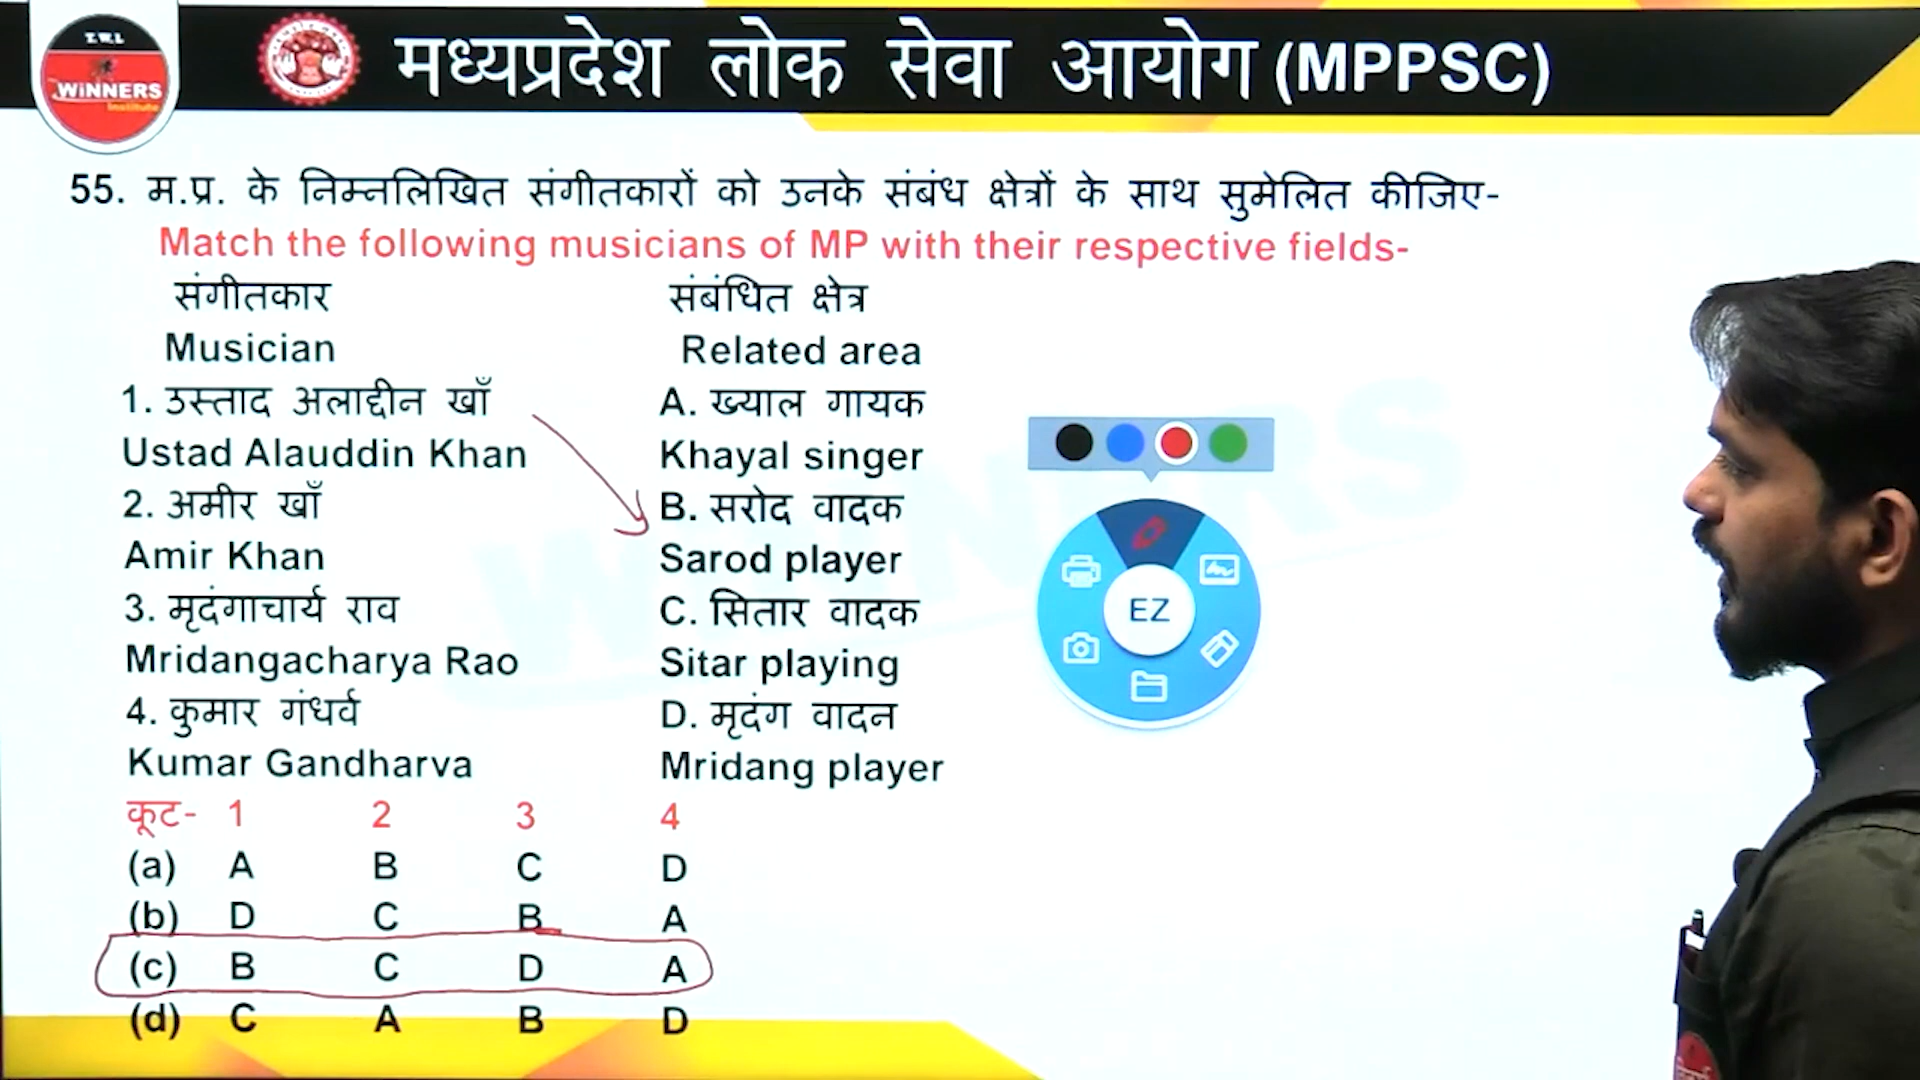 T.W.I.
THE WINNERS
Institute
मध्यप्रदेश लोक सेवा आयोग (MPPSC)
55. म.प्र. के निम्नलिखित संगीतकारों को उनके संबंध क्षेत्रों के साथ सुमेलित कीजिए-
Match the following musicians of MP with their respective fields-
संगीतकार संबंधित क्षेत्र
Musician Related area
1. उस्ताद अलाद्दीन खाँ A. ख्याल गायक
Ustad Alauddin Khan Khayal singer
2. अमीर खाँ B. सरोद वादक
Amir Khan Sarod player
3. मृदंगाचार्य राव C. सितार वादक
Mridangacharya Rao Sitar playing
4. कुमार गंधर्व D. मृदंग वादन
Kumar Gandharva Mridang player
कूट- 1 2 3 4
(a) A B C D
(b) D C B A
(c) B C D A
(d) C A B D
EZ
WINNERS